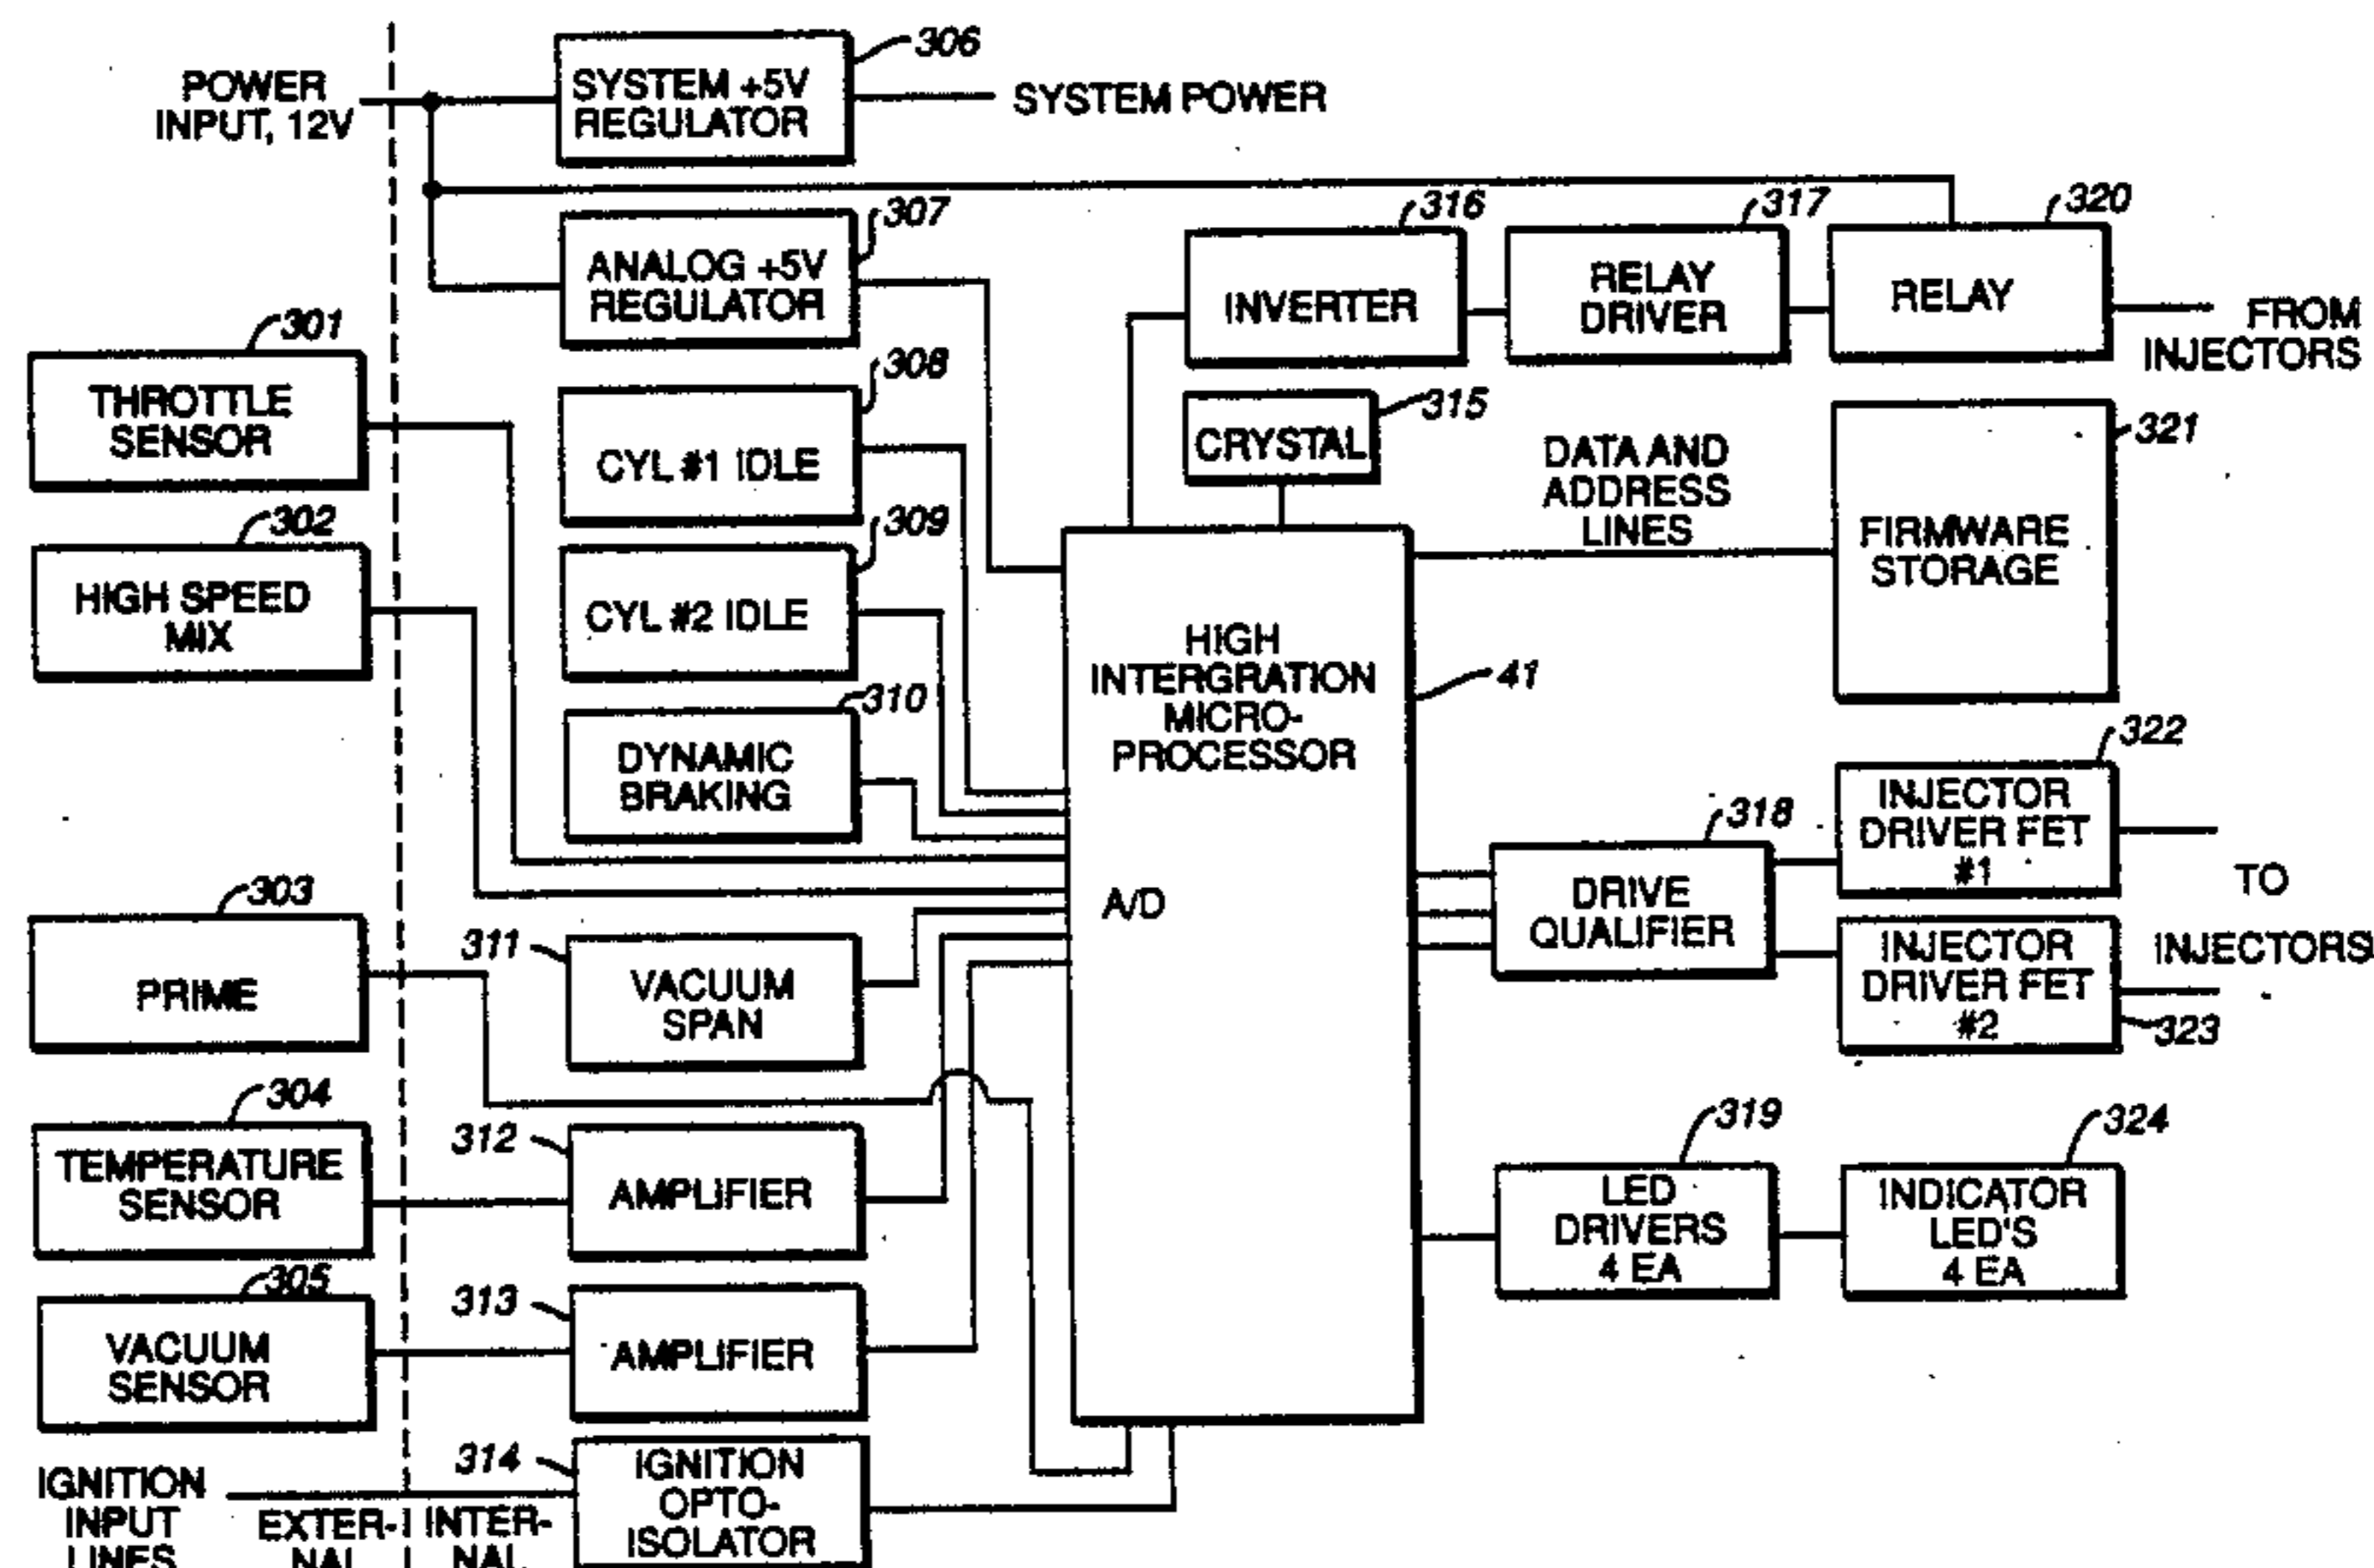 306
POWER
INPUT, 12V
SYSTEM +5V
REGULATOR
SYSTEM POWER
307
ANALOG +5V
REGULATOR
316
INVERTER
317
RELAY
DRIVER
320
RELAY
FROM
INJECTORS
301
THROTTLE
SENSOR
308
CYL #1 IDLE
315
CRYSTAL
DATA AND
ADDRESS
LINES
321
FIRMWARE
STORAGE
302
HIGH SPEED
MIX
309
CYL #2 IDLE
HIGH
INTERGRATION
MICRO-
PROCESSOR
41
310
DYNAMIC
BRAKING
A/D
318
DRIVE
QUALIFIER
322
INJECTOR
DRIVER FET
#1
TO
INJECTORS
INJECTOR
DRIVER FET
#2
323
303
PRIME
311
VACUUM
SPAN
304
TEMPERATURE
SENSOR
312
AMPLIFIER
319
LED
DRIVERS
4 EA
324
INDICATOR
LED'S
4 EA
305
VACUUM
SENSOR
313
AMPLIFIER
314
IGNITION
OPTO-
ISOLATOR
IGNITION
INPUT
LINES
EXTER-
NAL
INTER-
NAL